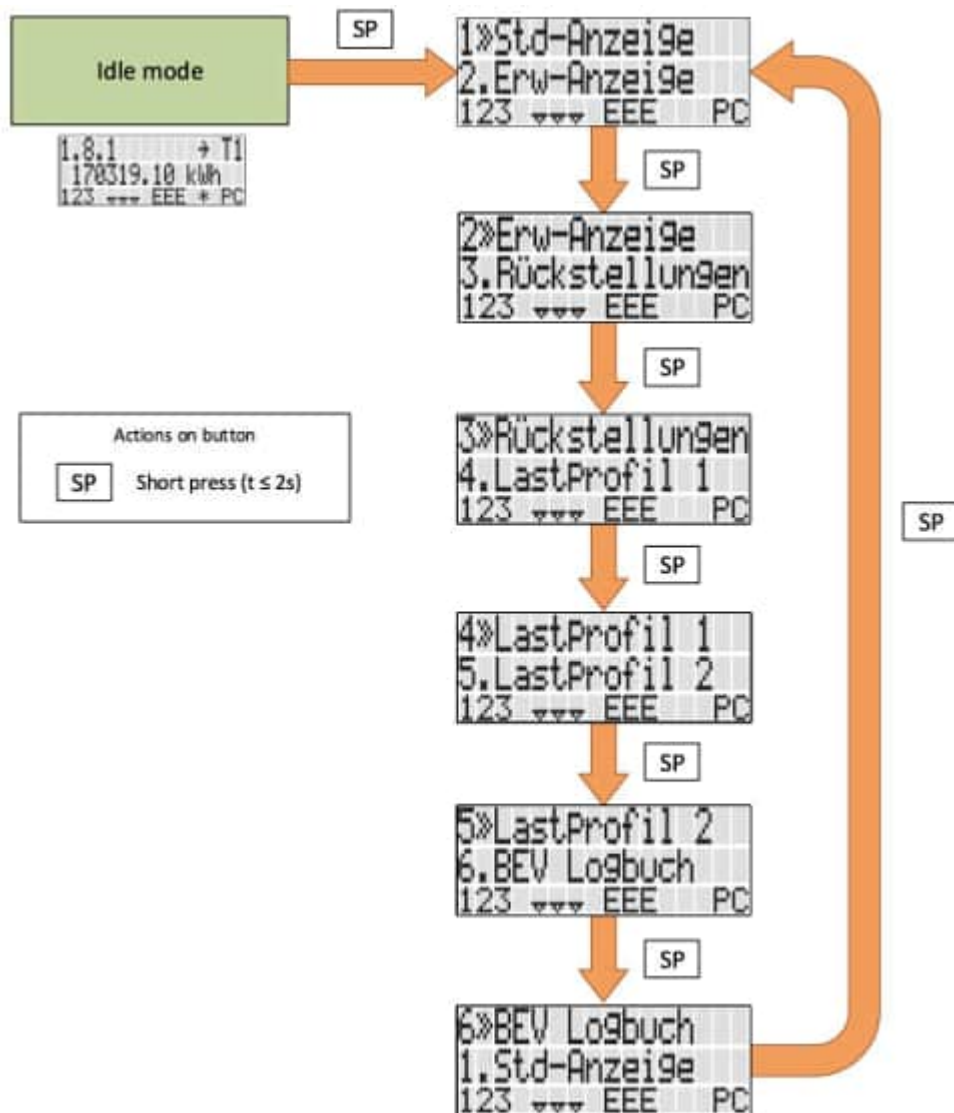 SP
Idle mode
1.8.1 → T1
170319.10 kWh
123 ▾▾▾ EEE * PC
1»Std-Anzeige
2.Erw-Anzeige
123 ▾▾▾ EEE PC
SP
2»Erw-Anzeige
3.Rückstellungen
123 ▾▾▾ EEE PC
SP
Actions on button
SP Short press (t ≤ 2s)
3»Rückstellungen
4.LastProfil 1
123 ▾▾▾ EEE PC
SP
SP
4»LastProfil 1
5.LastProfil 2
123 ▾▾▾ EEE PC
SP
5»LastProfil 2
6.BEV Logbuch
123 ▾▾▾ EEE PC
SP
6»BEV Logbuch
1.Std-Anzeige
123 ▾▾▾ EEE PC